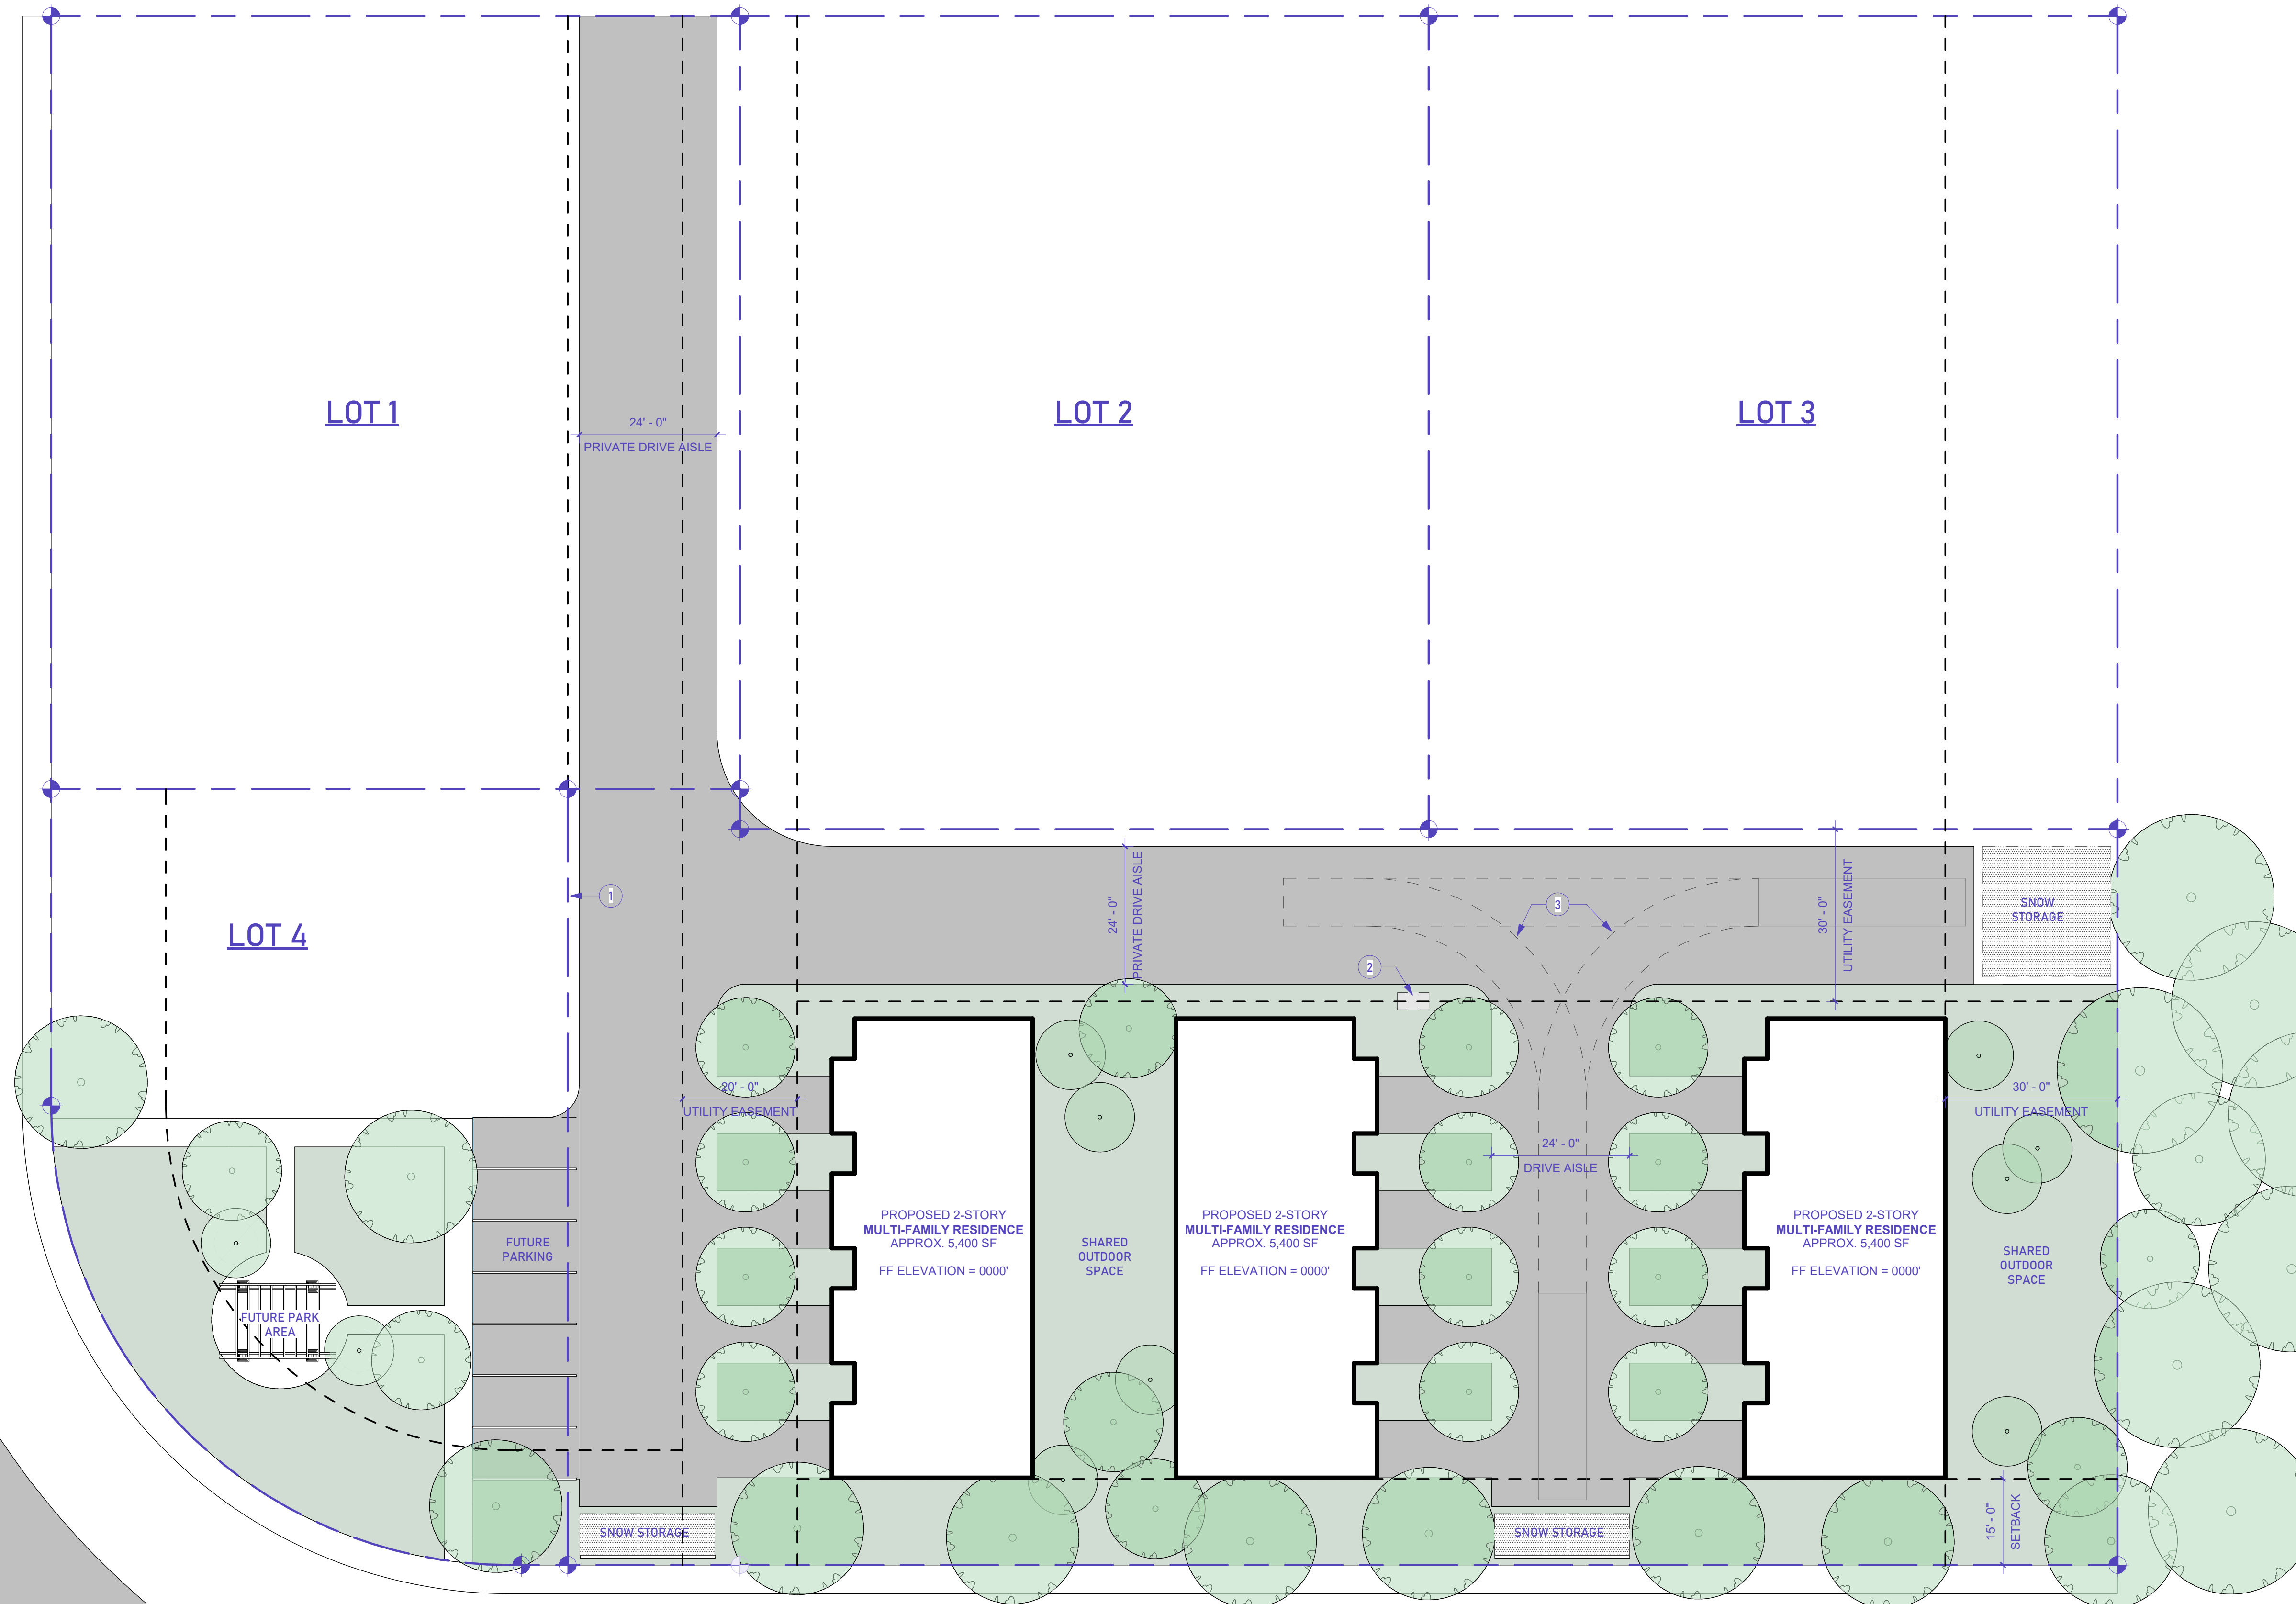 LOT 1
LOT 2
LOT 3
24' - 0"
PRIVATE DRIVE AISLE
LOT 4
1
24' - 0"
PRIVATE DRIVE AISLE
3
2
30' - 0"
UTILITY EASEMENT
SNOW
STORAGE
20' - 0"
UTILITY EASEMENT
24' - 0"
DRIVE AISLE
30' - 0"
UTILITY EASEMENT
FUTURE
PARKING
FUTURE PARK
AREA
PROPOSED 2-STORY
MULTI-FAMILY RESIDENCE
APPROX. 5,400 SF
FF ELEVATION = 0000'
SHARED
OUTDOOR
SPACE
PROPOSED 2-STORY
MULTI-FAMILY RESIDENCE
APPROX. 5,400 SF
FF ELEVATION = 0000'
PROPOSED 2-STORY
MULTI-FAMILY RESIDENCE
APPROX. 5,400 SF
FF ELEVATION = 0000'
SHARED
OUTDOOR
SPACE
SNOW STORAGE
SNOW STORAGE
15' - 0"
SETBACK